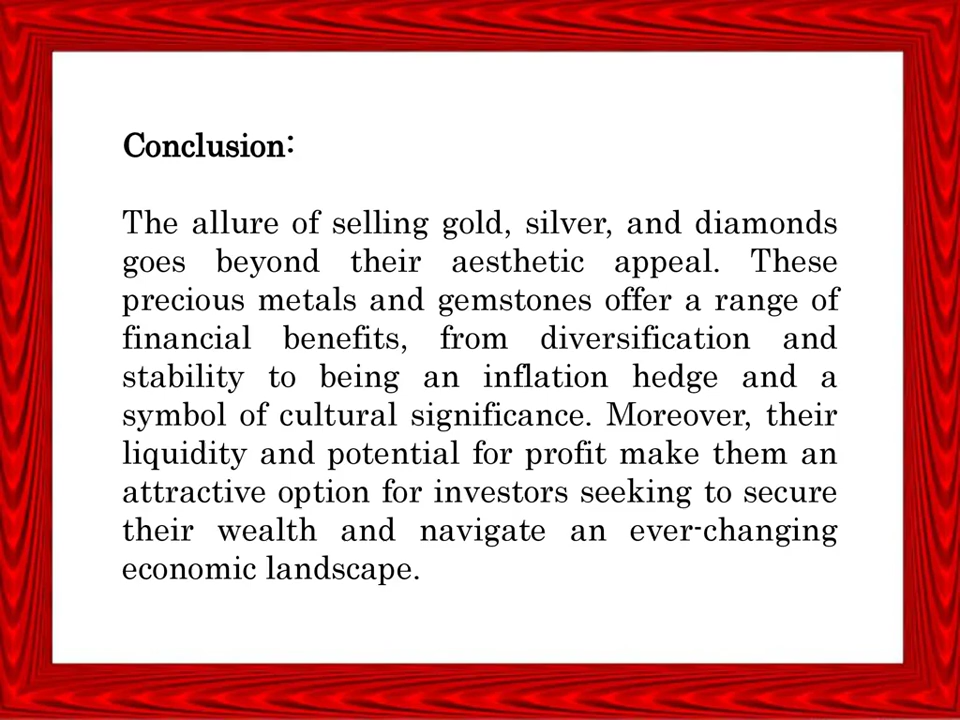 Conclusion:
The allure of selling gold, silver, and diamonds
goes beyond their aesthetic appeal. These
precious metals and gemstones offer a range of
financial benefits, from diversification and
stability to being an inflation hedge and a
symbol of cultural significance. Moreover, their
liquidity and potential for profit make them an
attractive option for investors seeking to secure
their wealth and navigate an ever-changing
economic landscape.